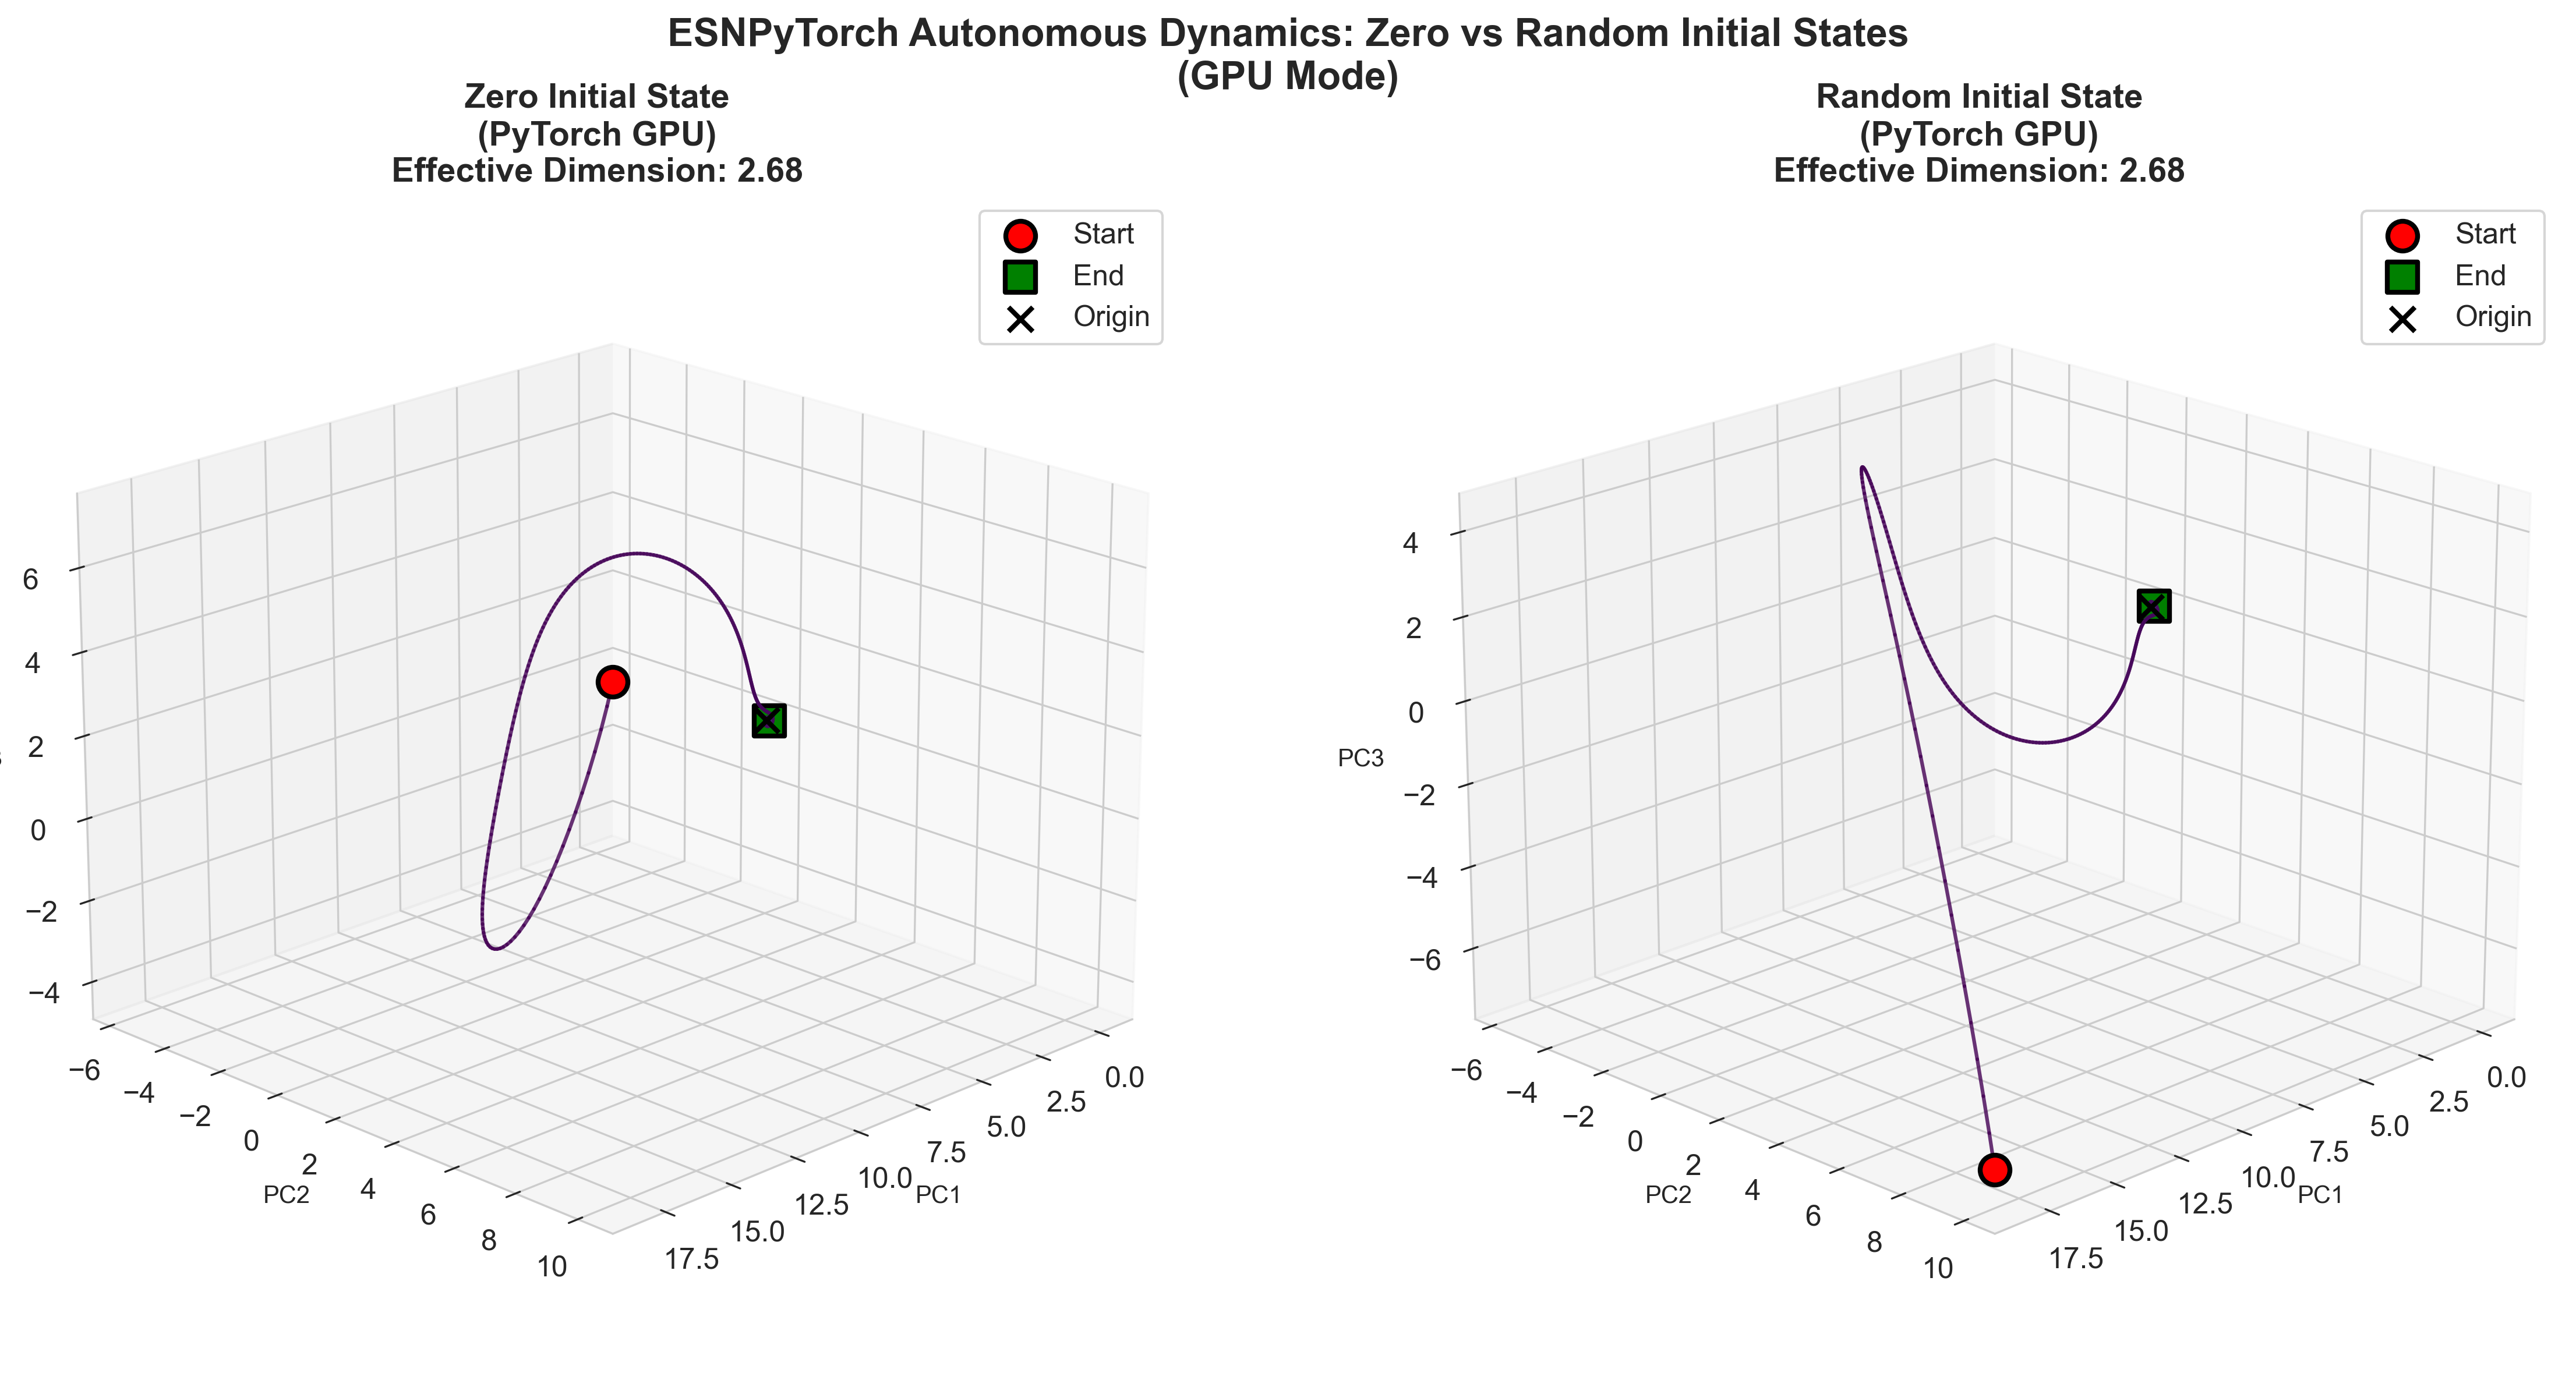 ESNPyTorch Autonomous Dynamics: Zero vs Random Initial States
(GPU Mode)
Zero Initial State
(PyTorch GPU)
Effective Dimension: 2.68
Start
End
Origin
6
4
2
0
−2
−4
−6
−4
−2
0
2
4
6
8
10
PC2
0.0
2.5
5.0
7.5
10.0
12.5
15.0
17.5
PC1
Random Initial State
(PyTorch GPU)
Effective Dimension: 2.68
Start
End
Origin
4
2
0
−2
−4
−6
PC3
−6
−4
−2
0
2
4
6
8
10
PC2
0.0
2.5
5.0
7.5
10.0
12.5
15.0
17.5
PC1